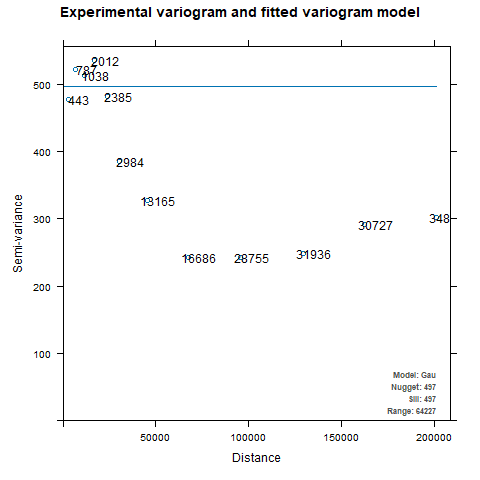 Experimental variogram and fitted variogram model
2012
787
1038
500
443
2385
400
2984
13165
300
30727
348
16686
28755
31936
200
100
Model: Gau
Nugget: 497
Sill: 497
Range: 64227
50000 100000 150000 200000
Distance
Semi-variance